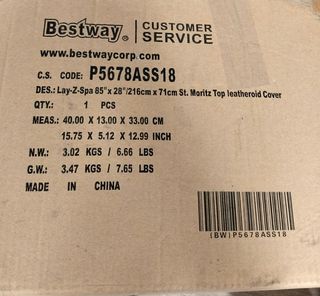 Bestway® CUSTOMER SERVICE
www.bestwaycorp.com
C.S. CODE: P5678ASS18
DES.: Lay-Z-Spa 85"x 28"/216cm x 71cm St. Moritz Top leatheroid Cover
QTY.: 1 PCS
MEAS.: 40.00 X 13.00 X 33.00 CM
15.75 X 5.12 X 12.99 INCH
N.W.: 3.02 KGS / 6.66 LBS
G.W.: 3.47 KGS / 7.65 LBS
MADE IN CHINA
(BW)P5678ASS18